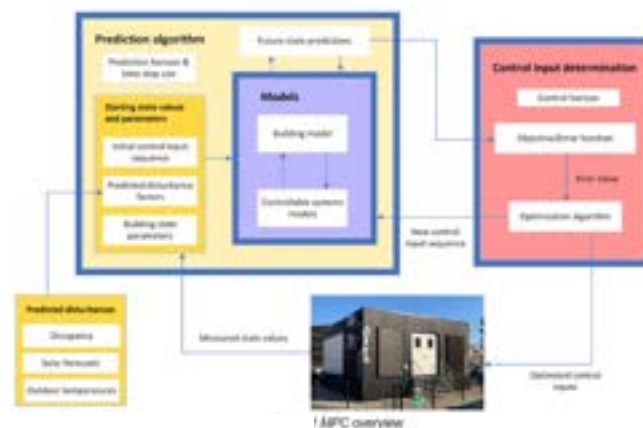 Prediction algorithm
Prediction horizon &
time step size
Future state predictions
Starting state values
and parameters
Initial control input
sequence
Predicted disturbance
factors
Building state
parameters
Models
Building model
Controllable systems
models
Control input determination
Control horizon
Objective/Error function
Error value
Optimization algorithm
New control
input sequence
Predicted disturbances
Occupancy
Solar forecasts
Outdoor temperatures
Measured state values
Optimized control
inputs
MPC overview